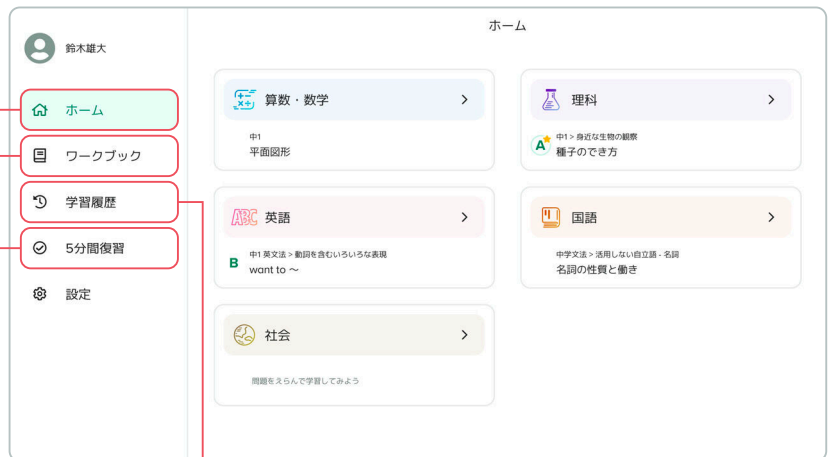 ホーム
鈴木雄大
ホーム
ワークブック
学習履歴
5分間復習
設定
算数・数学
中1
平面図形
理科
A
中1 > 身近な生物の観察
種子のでき方
ABC 英語
B
中1 英文法 > 動詞を含むいろいろな表現
want to ～
国語
中学文法 > 活用しない自立語 - 名詞
名詞の性質と働き
社会
問題をえらんで学習してみよう